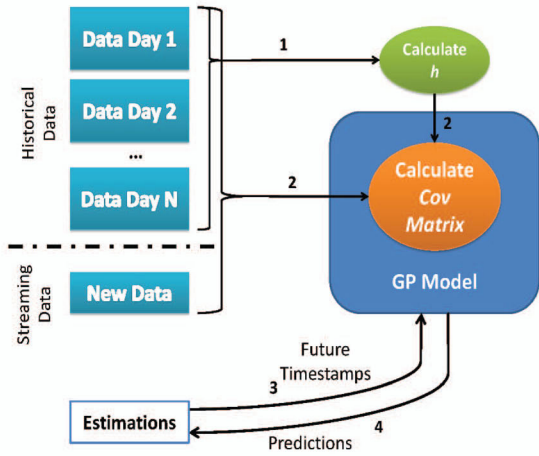 Historical Data
Data Day 1
Data Day 2
...
Data Day N
Streaming Data
New Data
1
Calculate
h
2
2
Calculate
Cov
Matrix
GP Model
Future
Timestamps
3
Estimations
4
Predictions